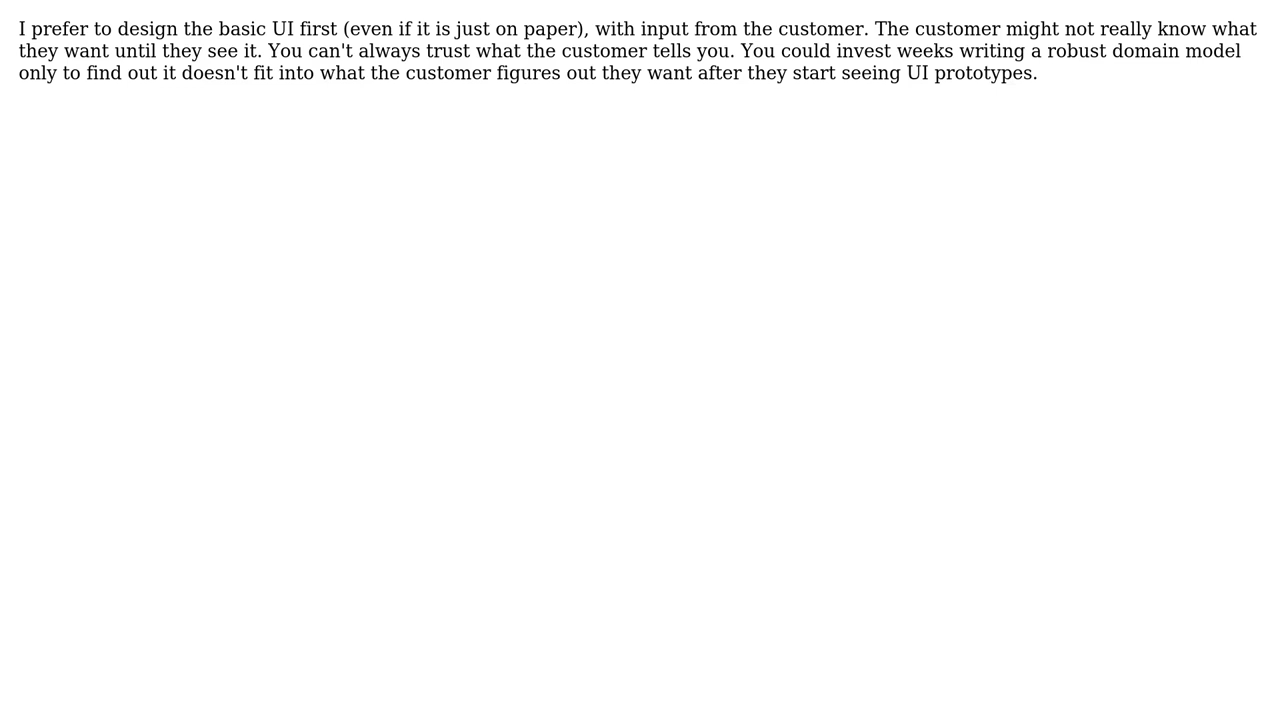 I prefer to design the basic UI first (even if it is just on paper), with input from the customer. The customer might not really know what
they want until they see it. You can't always trust what the customer tells you. You could invest weeks writing a robust domain model
only to find out it doesn't fit into what the customer figures out they want after they start seeing UI prototypes.